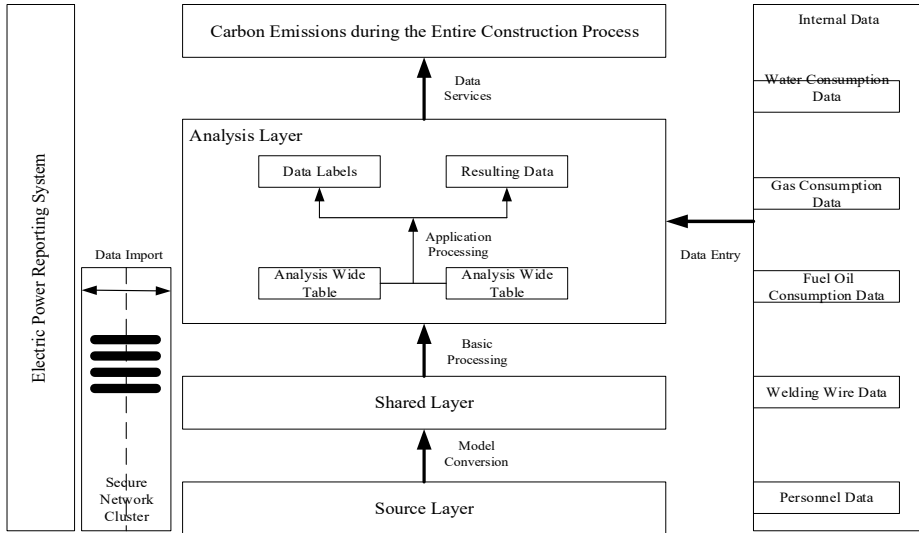 Electric Power Reporting System
Data Import
Secure
Network
Cluster
Carbon Emissions during the Entire Construction Process
Data
Services
Analysis Layer
Data Labels
Resulting Data
Application
Processing
Analysis Wide
Table
Analysis Wide
Table
Basic
Processing
Shared Layer
Model
Conversion
Source Layer
Data Entry
Internal Data
Water Consumption
Data
Gas Consumption
Data
Fuel Oil
Consumption Data
Welding Wire Data
Personnel Data